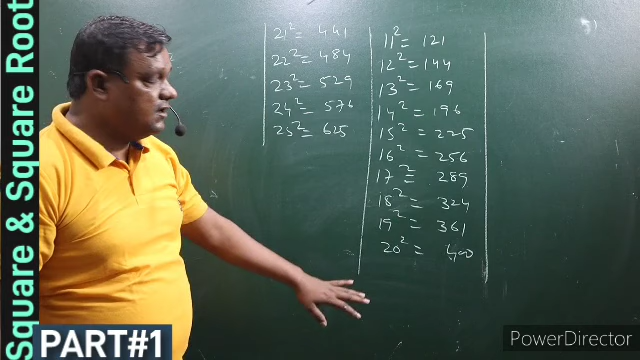 Square & Square Root
21² = 441
22² = 484
23² = 529
24² = 576
25² = 625
11² = 121
12² = 144
13² = 169
14² = 196
15² = 225
16² = 256
17² = 289
18² = 324
19² = 361
20² = 400
PART#1
PowerDirector